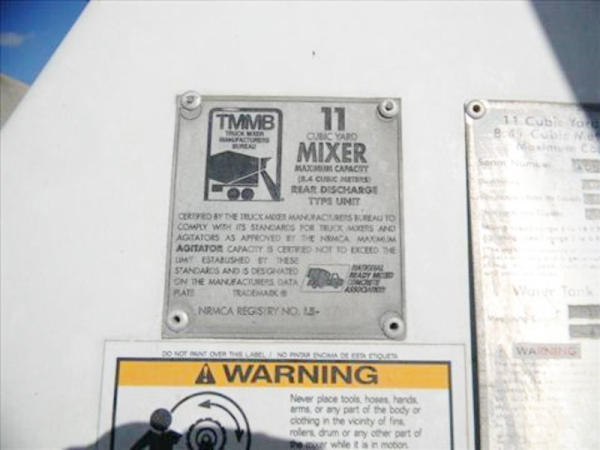 TMMB
TRUCK MIXER
MANUFACTURERS
BUREAU
11
CUBIC YARD
MIXER
MAXIMUM CAPACITY
(8.4 CUBIC METERS)
REAR DISCHARGE
TYPE UNIT
CERTIFIED BY THE TRUCK MIXER MANUFACTURERS BUREAU TO
COMPLY WITH ITS STANDARDS FOR TRUCK MIXERS AND
AGITATORS AS APPROVED BY THE NRMCA. MAXIMUM
AGITATOR CAPACITY IS CERTIFIED NOT TO EXCEED THE
LIMIT ESTABLISHED BY THESE
STANDARDS AND IS DESIGNATED
ON THE MANUFACTURERS DATA
PLATE TRADEMARK ®
NATIONAL
READY MIXED
CONCRETE
ASSOCIATION
NRMCA REGISTRY NO.
DO NOT PAINT OVER THIS LABEL / NO PINTAR ENCIMA DE ESTA ETIQUETA
WARNING
Never place tools, hoses, hands,
arms, or any part of the body or
clothing in the vicinity of fins,
rollers, drum or any other part of
the mixer while it is in motion.
11 Cubic Yard
Cubic
Maximum
Serial Number
Water Tank
WARNING